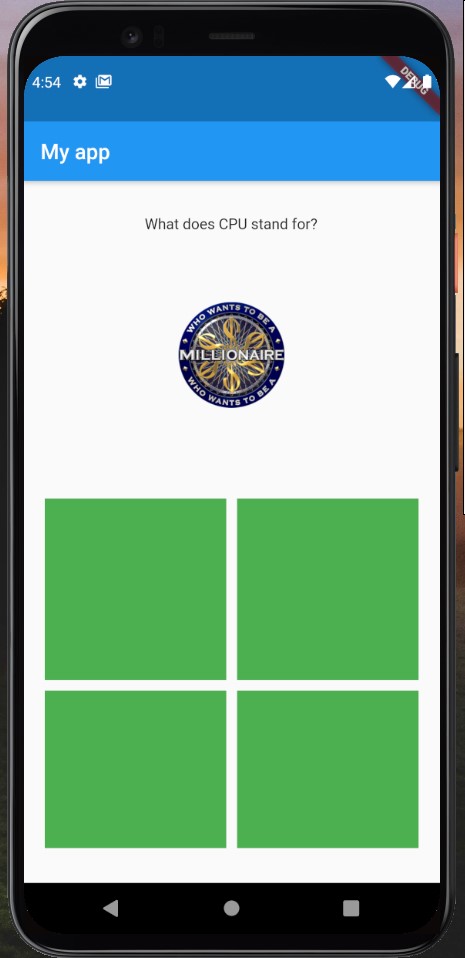 4:54
DEBUG
My app
What does CPU stand for?
WHO WANTS TO BE A
MILLIONAIRE
WHO WANTS TO BE A